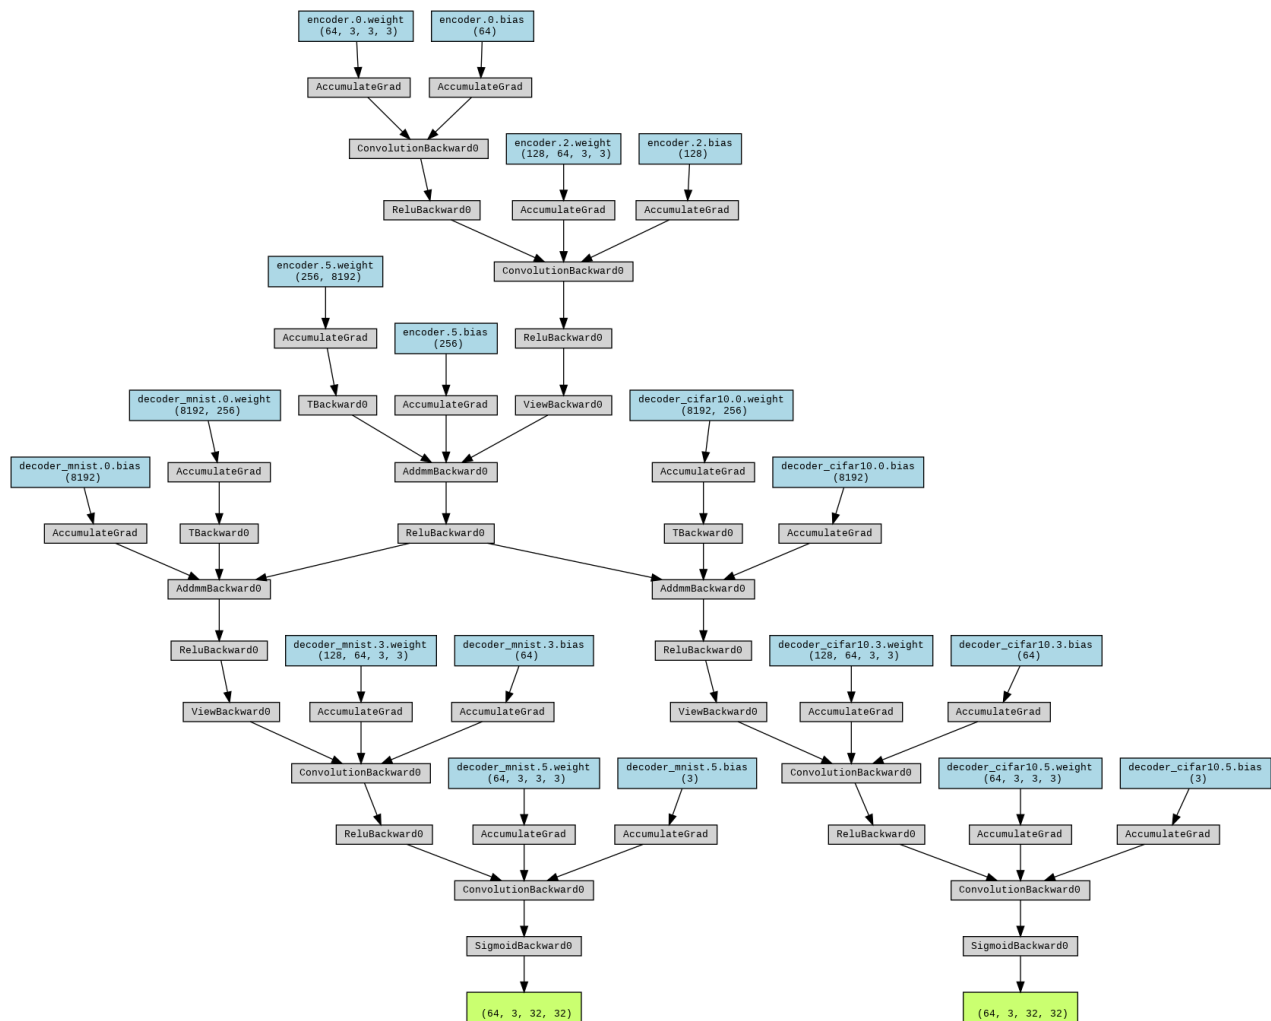 encoder.0.weight
(64, 3, 3, 3)
encoder.0.bias
(64)
AccumulateGrad
AccumulateGrad
ConvolutionBackward0
encoder.2.weight
(128, 64, 3, 3)
encoder.2.bias
(128)
ReluBackward0
AccumulateGrad
AccumulateGrad
encoder.5.weight
(256, 8192)
ConvolutionBackward0
AccumulateGrad
encoder.5.bias
(256)
ReluBackward0
decoder_mnist.0.weight
(8192, 256)
TBackward0
AccumulateGrad
ViewBackward0
decoder_cifar10.0.weight
(8192, 256)
decoder_mnist.0.bias
(8192)
AccumulateGrad
AddmmBackward0
AccumulateGrad
decoder_cifar10.0.bias
(8192)
AccumulateGrad
TBackward0
ReluBackward0
TBackward0
AccumulateGrad
AddmmBackward0
AddmmBackward0
ReluBackward0
decoder_mnist.3.weight
(128, 64, 3, 3)
decoder_mnist.3.bias
(64)
ReluBackward0
decoder_cifar10.3.weight
(128, 64, 3, 3)
decoder_cifar10.3.bias
(64)
ViewBackward0
AccumulateGrad
AccumulateGrad
ViewBackward0
AccumulateGrad
AccumulateGrad
ConvolutionBackward0
decoder_mnist.5.weight
(64, 3, 3, 3)
decoder_mnist.5.bias
(3)
ConvolutionBackward0
decoder_cifar10.5.weight
(64, 3, 3, 3)
decoder_cifar10.5.bias
(3)
ReluBackward0
AccumulateGrad
AccumulateGrad
ReluBackward0
AccumulateGrad
AccumulateGrad
ConvolutionBackward0
ConvolutionBackward0
SigmoidBackward0
SigmoidBackward0
(64, 3, 32, 32)
(64, 3, 32, 32)